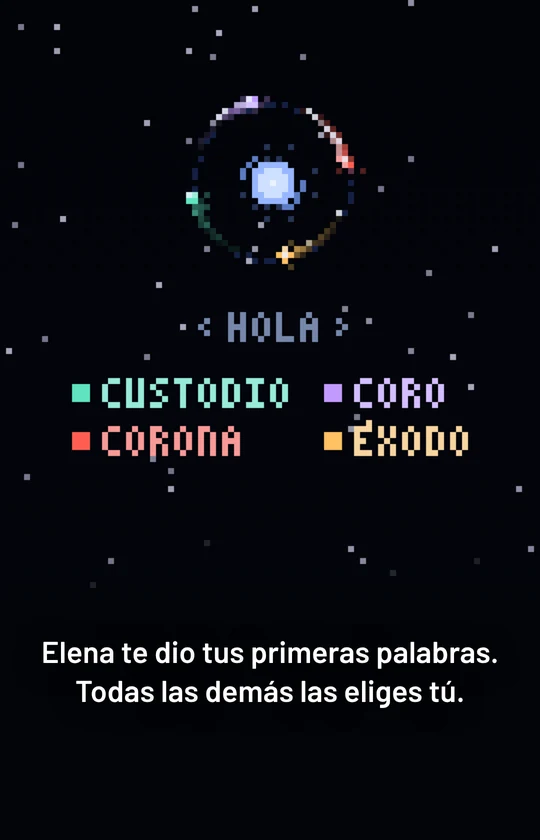 < HOLA >
CUSTODIO CORO
CORONA ÉXODO
Elena te dio tus primeras palabras.
Todas las demás las eliges tú.